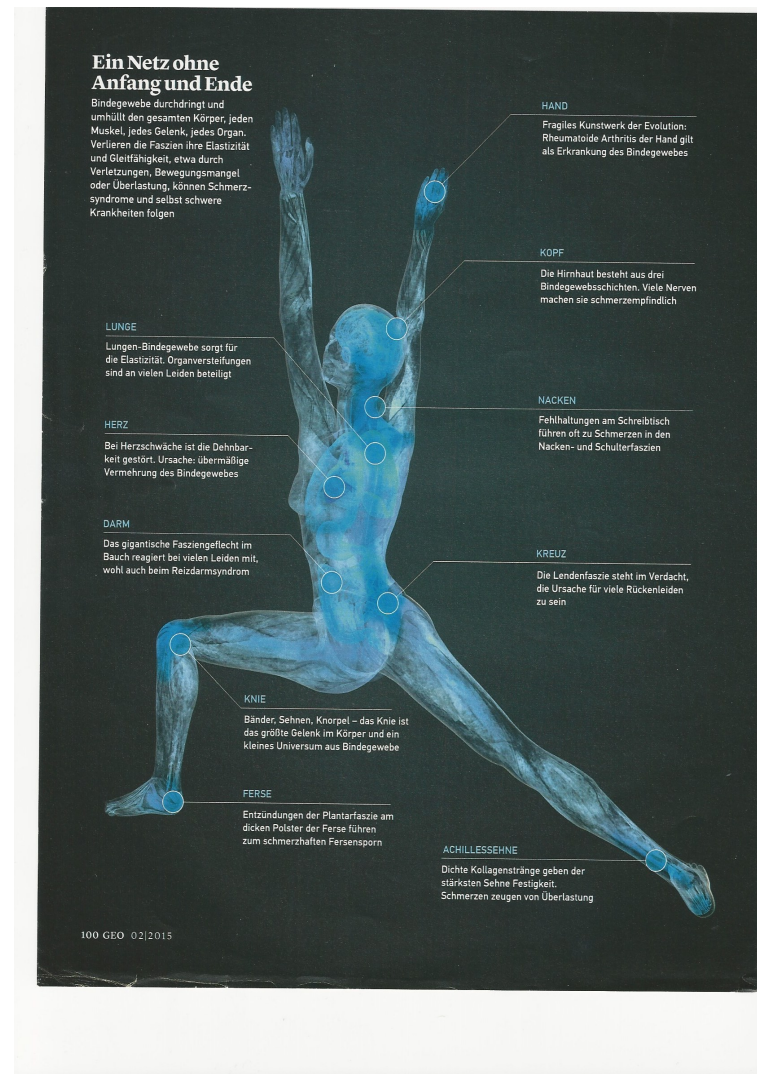 Ein Netz ohne
Anfang und Ende
Bindegewebe durchdringt und
umhüllt den gesamten Körper, jeden
Muskel, jedes Gelenk, jedes Organ.
Verlieren die Faszien ihre Elastizität
und Gleitfähigkeit, etwa durch
Verletzungen, Bewegungsmangel
oder Überlastung, können Schmerz-
syndrome und selbst schwere
Krankheiten folgen
HAND
Fragiles Kunstwerk der Evolution:
Rheumatoide Arthritis der Hand gilt
als Erkrankung des Bindegewebes
KOPF
Die Hirnhaut besteht aus drei
Bindegewebsschichten. Viele Nerven
machen sie schmerzempfindlich
LUNGE
Lungen-Bindegewebe sorgt für
die Elastizität. Organversteifungen
sind an vielen Leiden beteiligt
NACKEN
Fehlhaltungen am Schreibtisch
führen oft zu Schmerzen in den
Nacken- und Schulterfaszien
HERZ
Bei Herzschwäche ist die Dehnbar-
keit gestört. Ursache: übermäßige
Vermehrung des Bindegewebes
DARM
Das gigantische Fasziengeflecht im
Bauch reagiert bei vielen Leiden mit,
wohl auch beim Reizdarmsyndrom
KREUZ
Die Lendenfaszie steht im Verdacht,
die Ursache für viele Rückenleiden
zu sein
KNIE
Bänder, Sehnen, Knorpel – das Knie ist
das größte Gelenk im Körper und ein
kleines Universum aus Bindegewebe
FERSE
Entzündungen der Plantarfaszie am
dicken Polster der Ferse führen
zum schmerzhaften Fersensporn
ACHILLESSEHNE
Dichte Kollagenstränge geben der
stärksten Sehne Festigkeit.
Schmerzen zeugen von Überlastung
100 GEO 02|2015